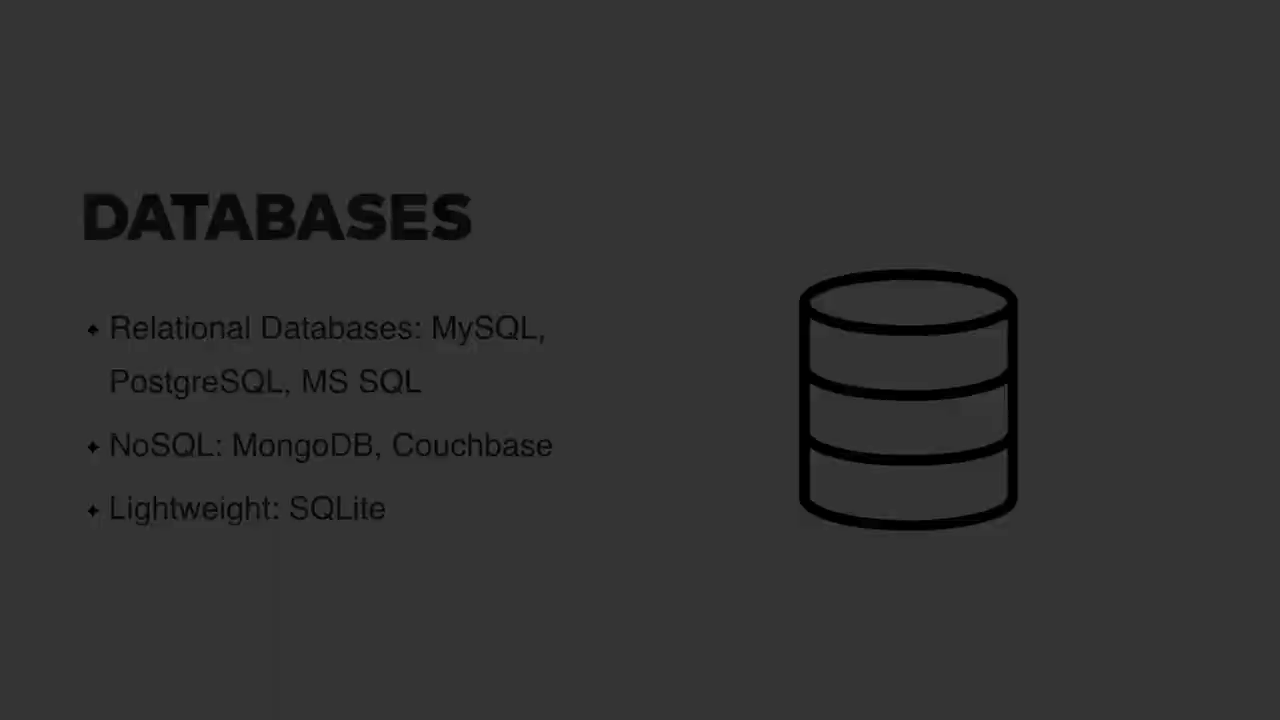 DATABASES
Relational Databases: MySQL,
PostgreSQL, MS SQL
NoSQL: MongoDB, Couchbase
Lightweight: SQLite